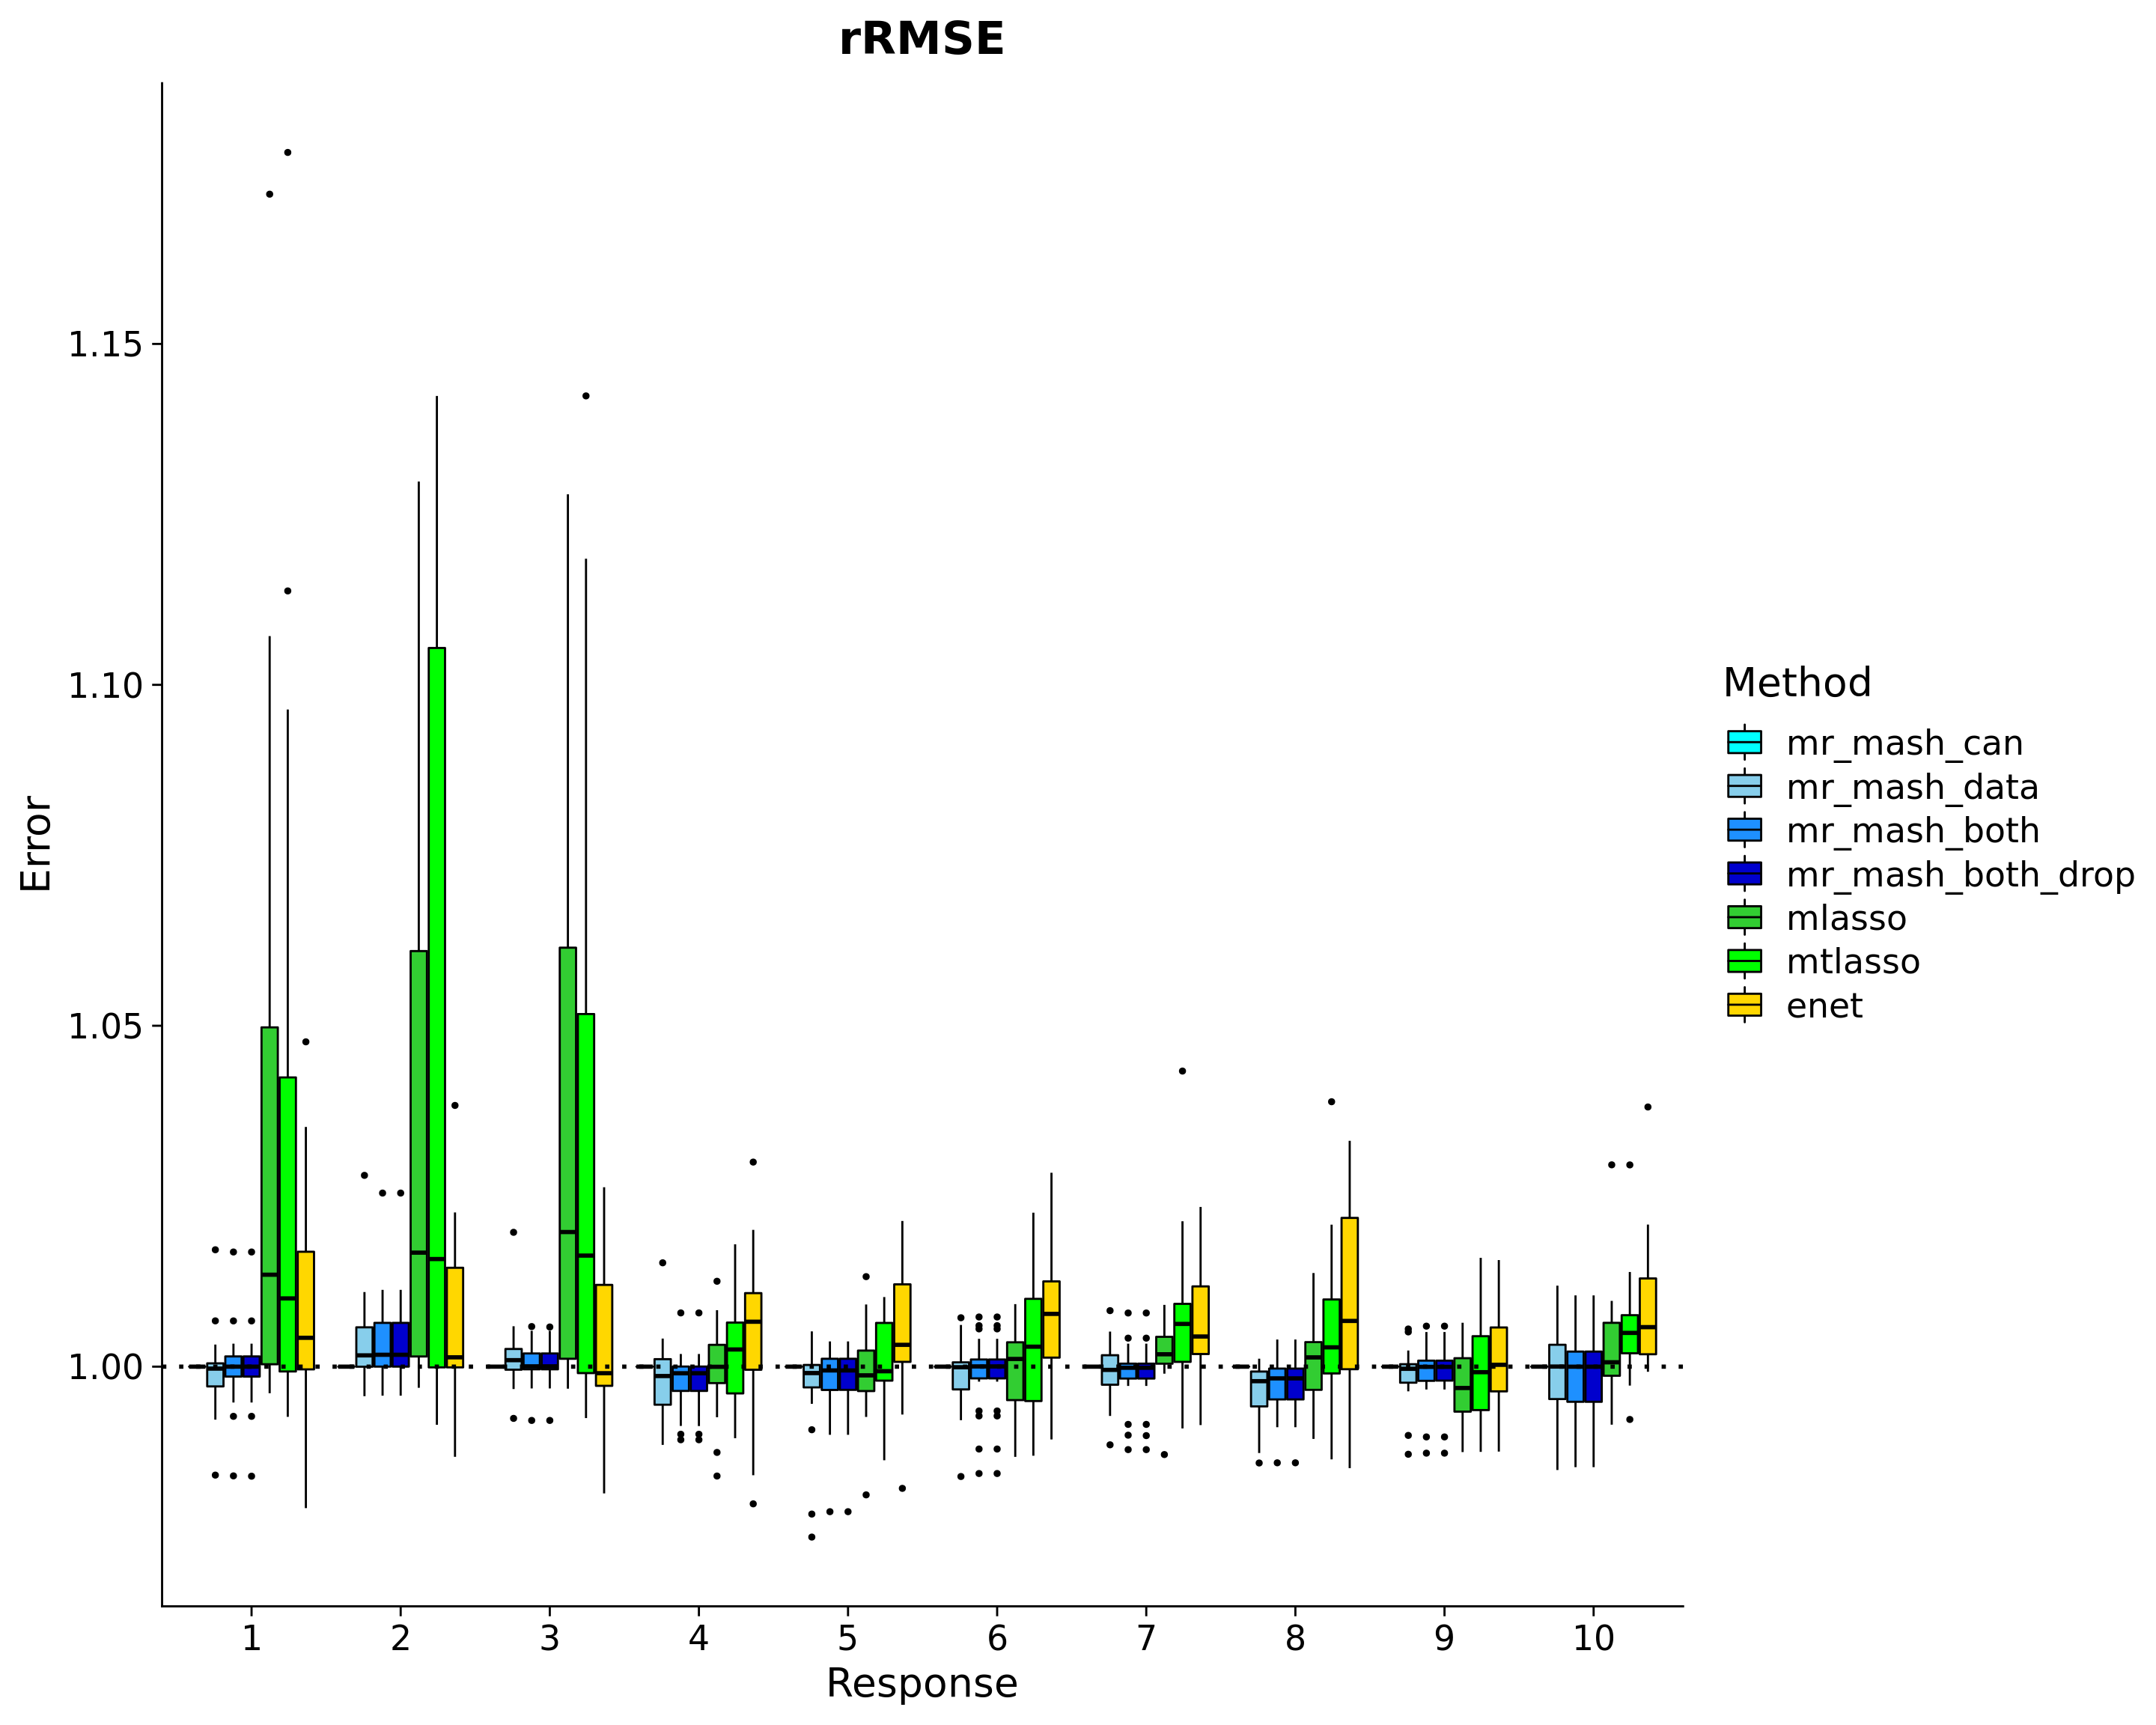 rRMSE
Error
1.15
1.10
1.05
1.00
1 2 3 4 5 6 7 8 9 10
Response
Method
mr_mash_can
mr_mash_data
mr_mash_both
mr_mash_both_drop
mlasso
mtlasso
enet